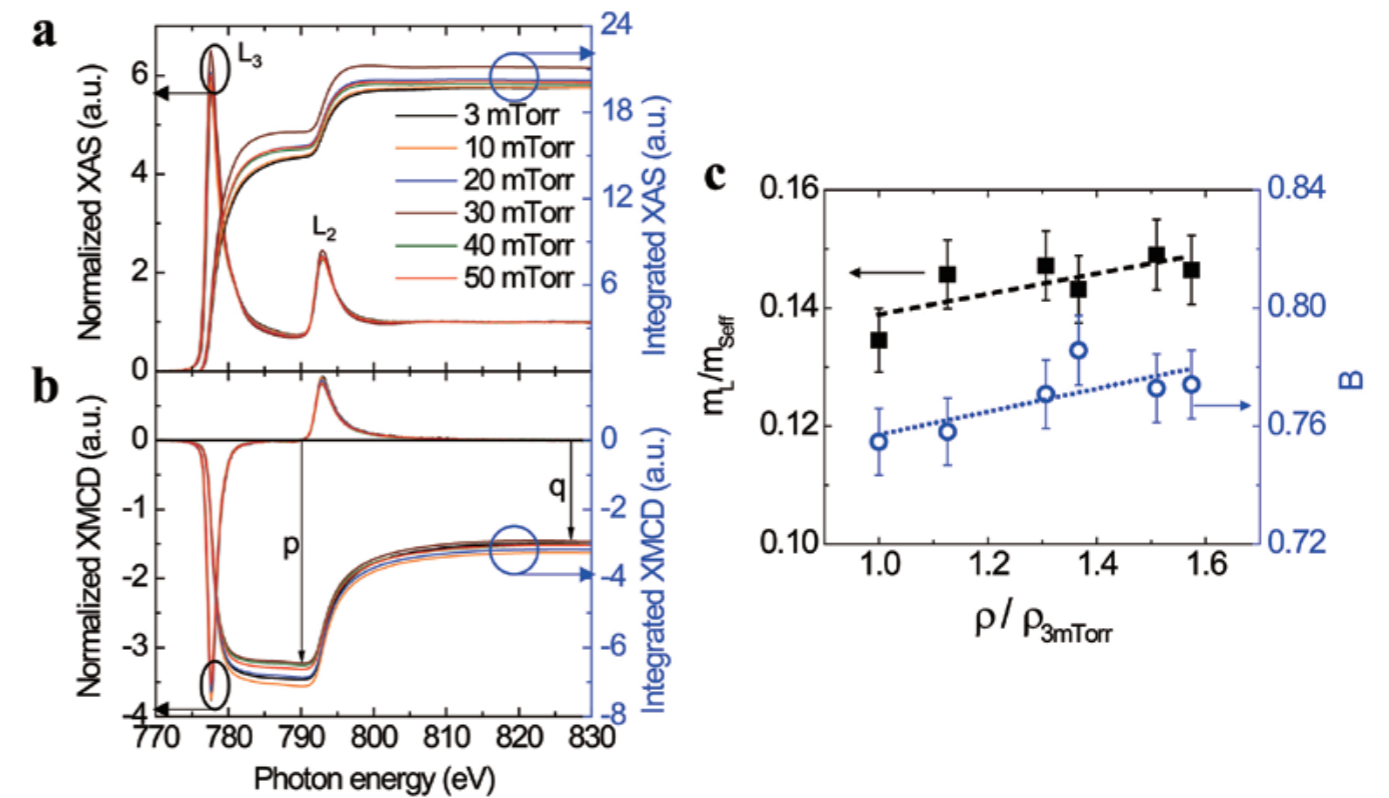 a
Normalized XAS (a.u.)
6
4
2
0
L3
L2
3 mTorr
10 mTorr
20 mTorr
30 mTorr
40 mTorr
50 mTorr
24
18
12
6
Integrated XAS (a.u.)
b
Normalized XMCD (a.u.)
0
-1
-2
-3
-4
p
q
0
-2
-4
-6
-8
Integrated XMCD (a.u.)
770 780 790 800 810 820 830
Photon energy (eV)
c
mL/mSeff
0.16
0.14
0.12
0.10
0.84
0.80
0.76
0.72
B
1.0 1.2 1.4 1.6
ρ / ρ3mTorr